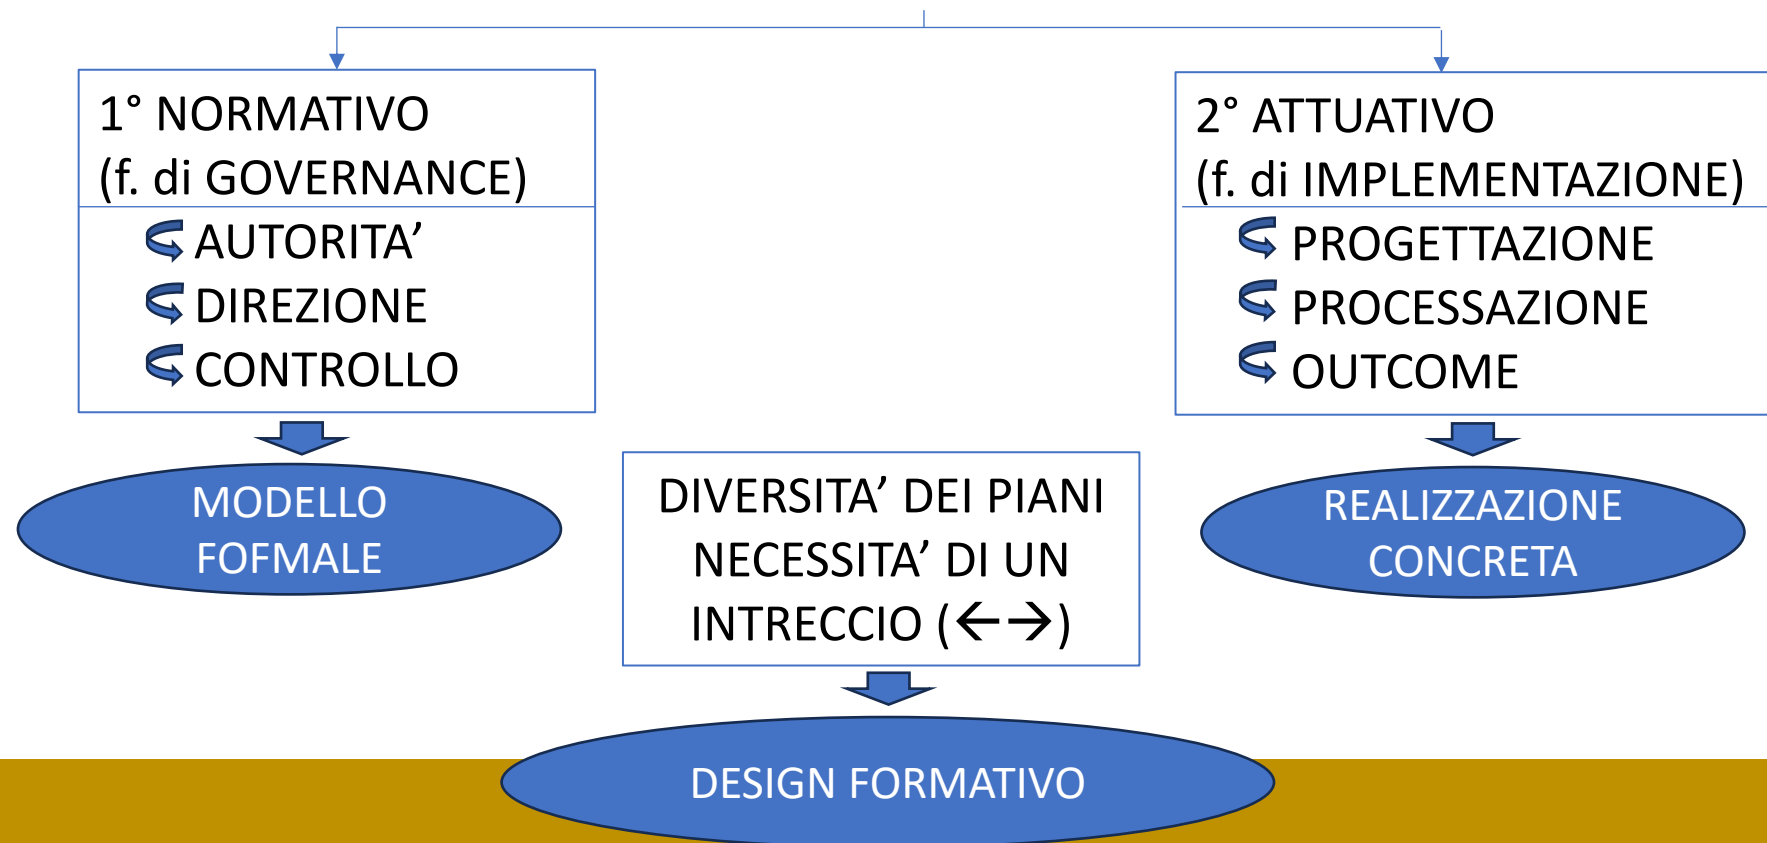 1° NORMATIVO
(f. di GOVERNANCE)
AUTORITA’
DIREZIONE
CONTROLLO
MODELLO
FOFMALE
2° ATTUATIVO
(f. di IMPLEMENTAZIONE)
PROGETTAZIONE
PROCESSAZIONE
OUTCOME
REALIZZAZIONE
CONCRETA
DIVERSITA’ DEI PIANI
NECESSITA’ DI UN
INTRECCIO (←→)
DESIGN FORMATIVO